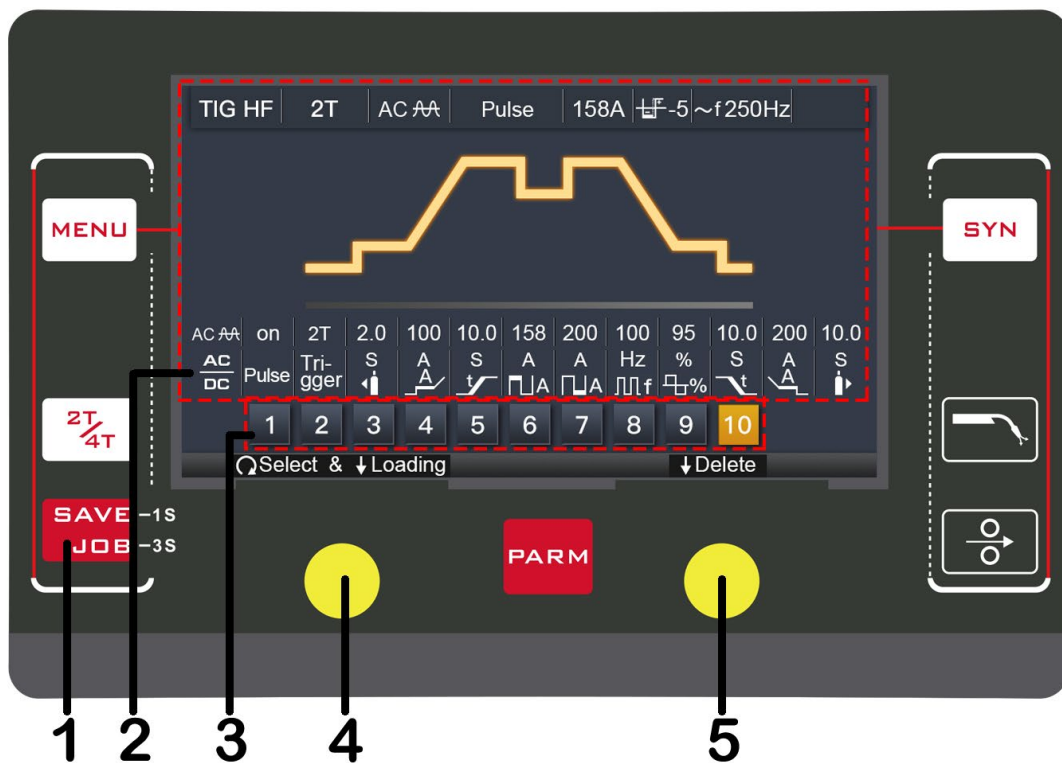 TIG HF 2T AC Pulse 158A -5 ~f 250Hz
MENU
SYN
AC on 2T 2.0 100 10.0 158 200 100 95 10.0 200 10.0
AC
DC
Pulse
Tri-
gger
S
A
A
S
t
A
A
A
A
Hz
f
%
%
S
t
A
A
S
2T
4T
1 2 3 4 5 6 7 8 9 10
Select & ↓Loading
↓Delete
SAVE -1S
JOB -3S
PARM
1 2 3 4 5